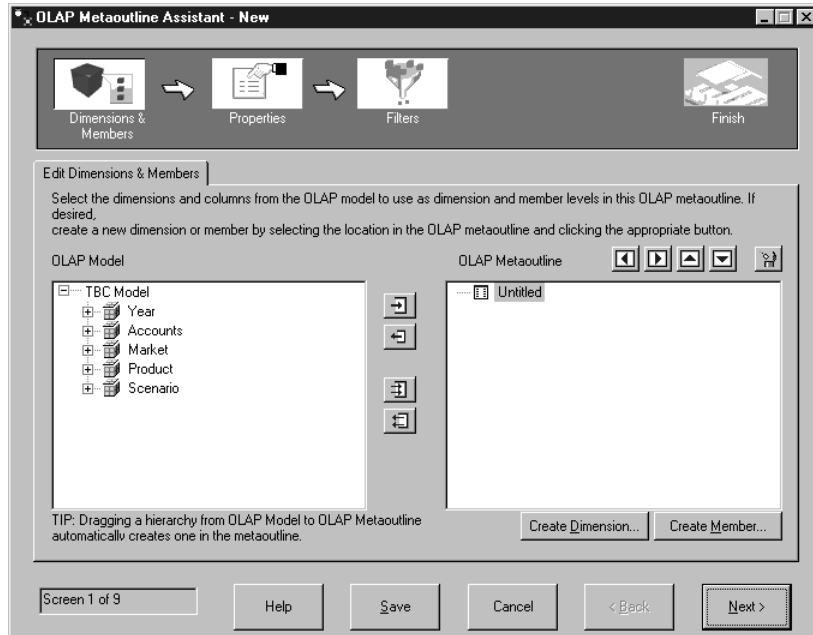 OLAP Metaoutline Assistant - New
Dimensions &
Members
Properties
Filters
Finish
Edit Dimensions & Members
Select the dimensions and columns from the OLAP model to use as dimension and member levels in this OLAP metaoutline. If
desired,
create a new dimension or member by selecting the location in the OLAP metaoutline and clicking the appropriate button.
OLAP Model
OLAP Metaoutline
TBC Model
Year
Accounts
Market
Product
Scenario
Untitled
TIP: Dragging a hierarchy from OLAP Model to OLAP Metaoutline
automatically creates one in the metaoutline.
Create Dimension...
Create Member...
Screen 1 of 9
Help
Save
Cancel
< Back
Next >